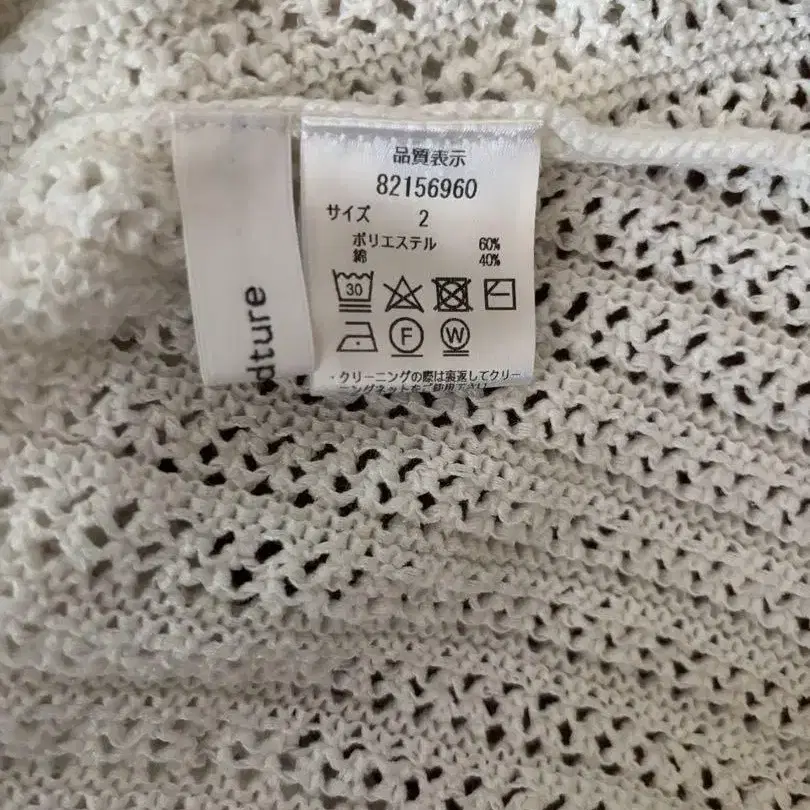 品質表示
82156960
サイズ 2
ポリエステル 60%
綿 40%
30
F W
・クリーニングの際は裏返してクリー
ニングネットをご使用下さい
dture